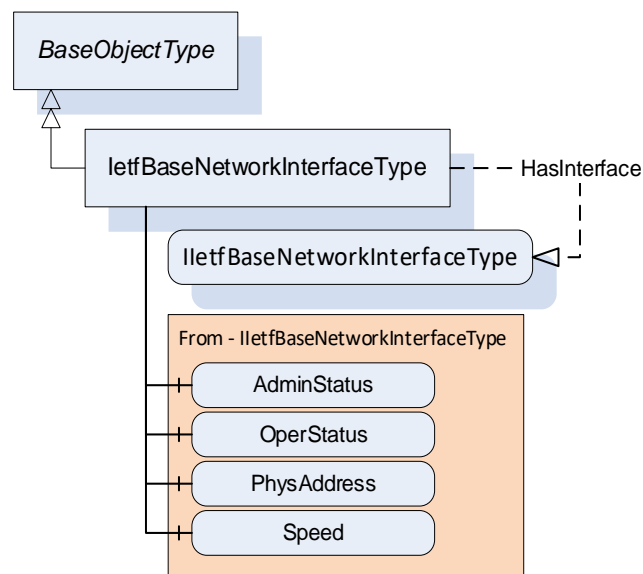 BaseObjectType
IetfBaseNetworkInterfaceType
HasInterface
IIetfBaseNetworkInterfaceType
From - IIetfBaseNetworkInterfaceType
AdminStatus
OperStatus
PhysAddress
Speed